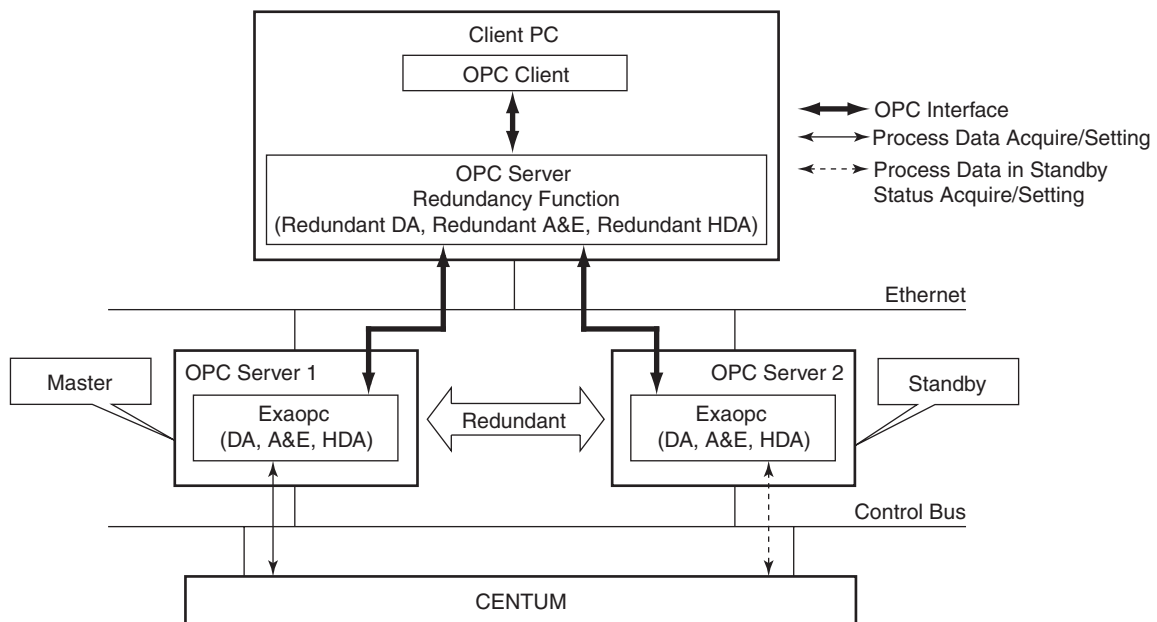 Client PC
OPC Client
OPC Server
Redundancy Function
(Redundant DA, Redundant A&E, Redundant HDA)
OPC Interface
Process Data Acquire/Setting
Process Data in Standby
Status Acquire/Setting
Ethernet
Master
OPC Server 1
Exaopc
(DA, A&E, HDA)
Redundant
OPC Server 2
Exaopc
(DA, A&E, HDA)
Standby
Control Bus
CENTUM